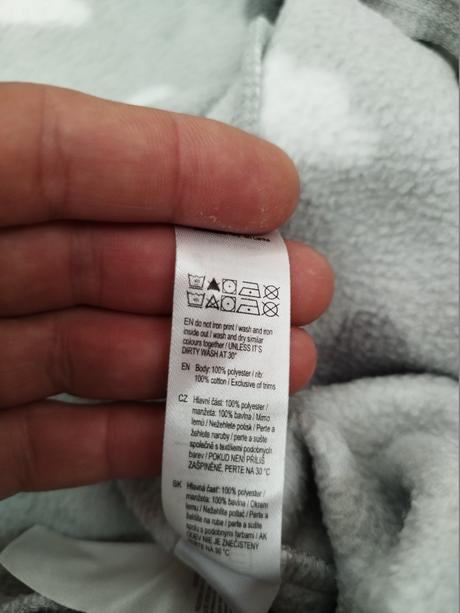 EN do not iron print / wash and iron
inside out / wash and dry similar
colours together / UNLESS IT'S
DIRTY WASH AT 30°
EN Body: 100% polyester / rib:
100% cotton / Exclusive of trims
CZ Hlavní část: 100% polyester /
manžeta: 100% bavlna / Mimo
lemu / Nežehlete potisk / Perte a
žehlete naruby / perte a sušte
společně s textiliemi podobných
barev / POKUD NENÍ PŘÍLIŠ
ZAŠPINĚNÉ, PERTE NA 30 °C
SK Hlavná časť: 100% polyester /
manžeta: 100% bavlna / Okrem
lemu / Nežehlite potlač / Perte a
žehlite na rube / perte a sušte
spolu s podobnými farbami / AK
ODEV NIE JE ZNEČISTENÝ
PERTE NA 30 °C